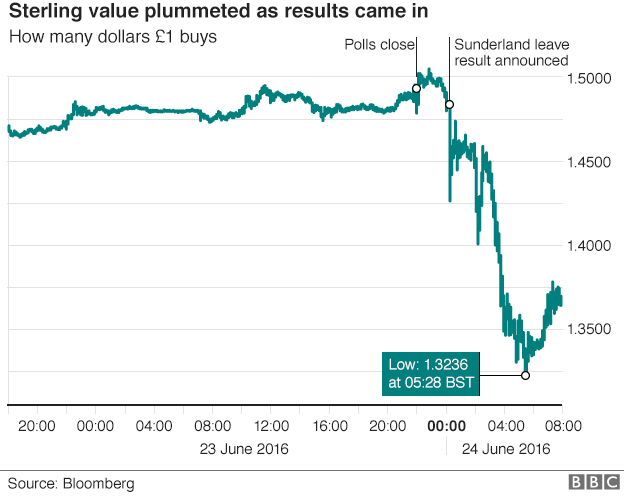 Sterling value plummeted as results came in
How many dollars £1 buys
Polls close
Sunderland leave
result announced
1.5000
1.4500
1.4000
1.3500
Low: 1.3236
at 05:28 BST
20:00 00:00 04:00 08:00 12:00 16:00 20:00 00:00 04:00 08:00
23 June 2016 24 June 2016
Source: Bloomberg
BBC